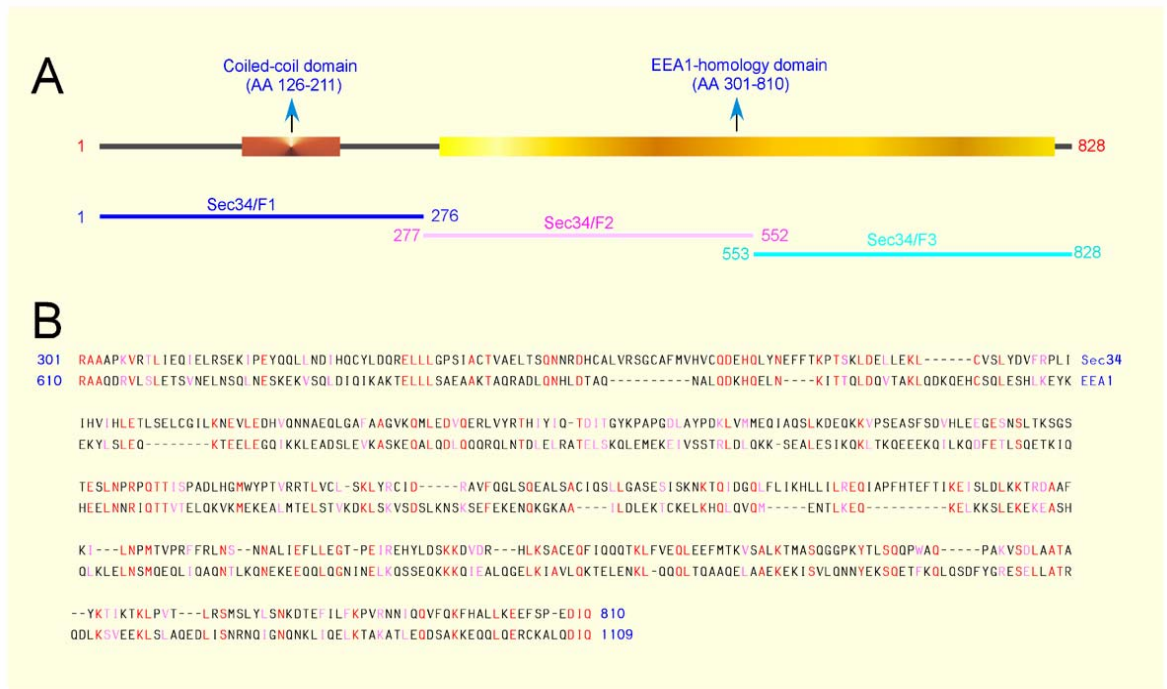 A
Coiled-coil domain
(AA 126-211)
EEA1-homology domain
(AA 301-810)
1
828
Sec34/F1
1
276
Sec34/F2
277
552
Sec34/F3
553
828
B
301 RAAAPKVRTLIEQIELRSEKIPEYQQLLNDIHQCYLDQRELLLGPSIACTVAELTSQNNRDHCALVRSGCAFMVHVCQDEHQLYNEFFTKPTSKLDELLEKL------CVSLYDVFRPLI Sec34
610 RAAQDRVLSLETSVNELNSQLNESKEKVSQLDIQIKAKTELLLSAEAAKTAQRADLQNHLDTAQ----------NALQDKHQELN----KITTQLDQVTAKLQDKQEHCSQLESHLKEYK EEA1
IHVIHLETLSELCGILKNEVLEDHVQNNAEQLGAFAAGVKQMLEDVQERLVYRTHIYIQ-TDITGYKPAPGDLAYPDKLVMMEQIAQSLKDEQKKVPSEASFSDVHLEEGESNSLTKSGS
EKYLSLEQ--------KTEELEGQIKKLEADSLEVKASKEQALQDLQQQRQLNTDLELRATELSKQLEMEKEIVSSTRLDLQKK-SEALESIKQKLTKQEEEKQILKQDFETLSQETKIQ
TESLNPRPQTTISPADLHGMWYPTVRRTLVCL-SKLYRCID-----RAVFQGLSQEALSACIQSLLGASESISKNKTQIDGQLFLIKHLLILREQIAPFHTEFTIKEISLDLKKTRDAAF
HEELNNRIQTTVTELQKVKMEKEALMTELSTVKDKLSKVSDSLKNSKSEFEKENQKGKAA---ILDLEKTCKELKHQLQVQM-----ENTLKEQ--------KELKKSLEKEKEASH
KI---LNPMTVPRFFRLNS--NNALIEFLLEGT-PEIREHYLDSKKDVDR--HLKSACEQFIQQQTKLFVEQLEEFMTKVSALKTMASQGGPKYTLSQQPWAQ-----PAKVSDLAATA
QLKLELNSMQEQLIQAQNTLKQNEKEEQQLQGNINELKQSSEQKKKQIEALQGELKIAVLQKTELENKL-QQQLTQAAQELAAEKEKISVLQNNYEKSQETFKQLQSDFYGRESELLATR
--YKTIKTKLPVT---LRSMSLYLSNKDTEFILFKPVRNNIQQVFQKFHALLKEEFSP-EDIQ 810
QDLKSVEEKLSLAQEDLISNRNQIGNQNKLIQELKTAKATLEQDSAKKEQQLQERCKALQDIQ 1109